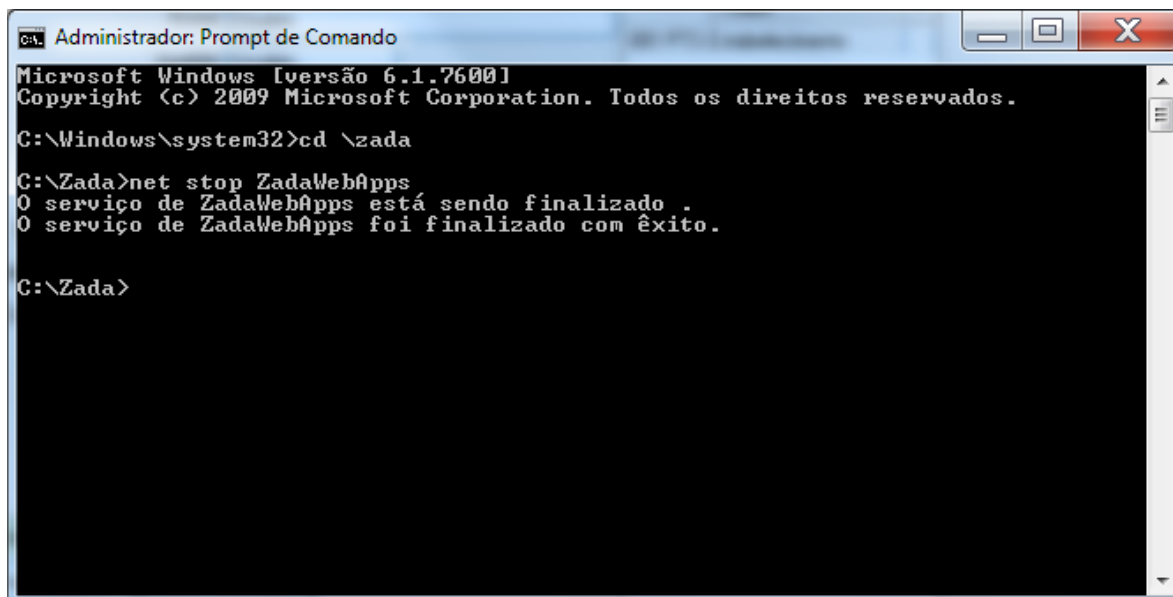 Administrador: Prompt de Comando
Microsoft Windows [versão 6.1.7600]
Copyright (c) 2009 Microsoft Corporation. Todos os direitos reservados.
C:\Windows\system32>cd \zada
C:\Zada>net stop ZadaWebApps
O serviço de ZadaWebApps está sendo finalizado .
O serviço de ZadaWebApps foi finalizado com êxito.
C:\Zada>